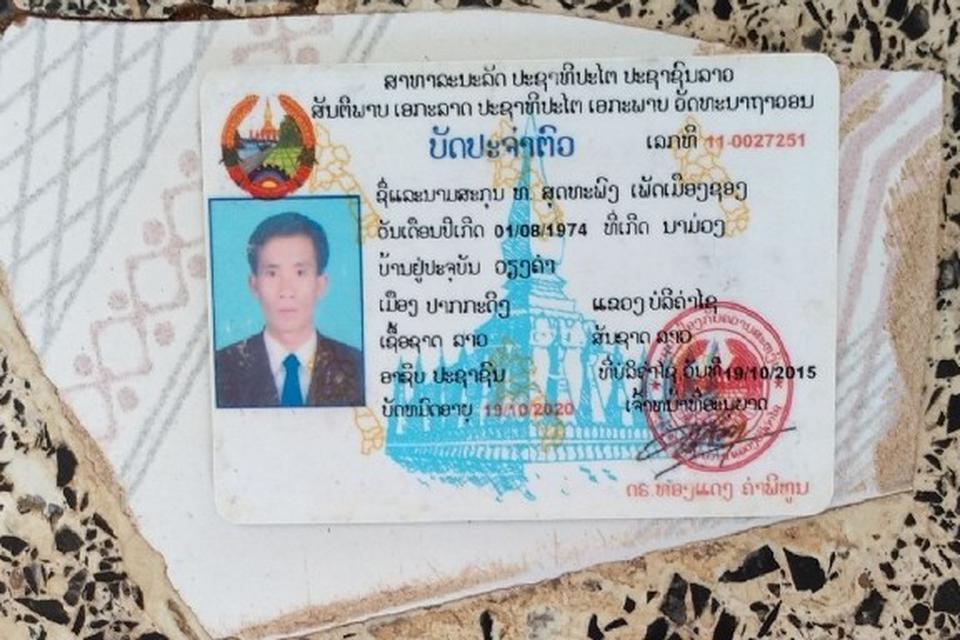 ສາທາລະນະລັດ ປະຊາທິປະໄຕ ປະຊາຊົນລາວ
ສັນຕິພາບ ເອກະລາດ ປະຊາທິປະໄຕ ເອກະພາບ ວັດທະນາຖາວອນ
ບັດປະຈຳຕົວ ເລກທີ 11-0027251
ຊື່ແລະນາມສະກຸນ ທ. ສຸດທະພົງ ເພັດເມືອງຊອງ
ວັນເດືອນປີເກີດ 01/08/1974 ທີ່ເກີດ ນາມ່ວງ
ບ້ານຢູ່ປະຈຸບັນ ວຽງຄຳ
ເມືອງ ປາກກະດິງ ແຂວງ ບໍລິຄຳໄຊ
ເຊື້ອຊາດ ລາວ ສັນຊາດ ລາວ
ອາຊິບ ປະຊາຊົນ ທີ່ບໍລິຄຳໄຊ ວັນທີ 19/10/2015
ບັດຫມົດອາຍຸ 19/10/2020 ເຈົ້າຫນ້າທີ່ອະນຸຍາດ
ດຣ.ທອງແດງ ຄຳພິທູນ